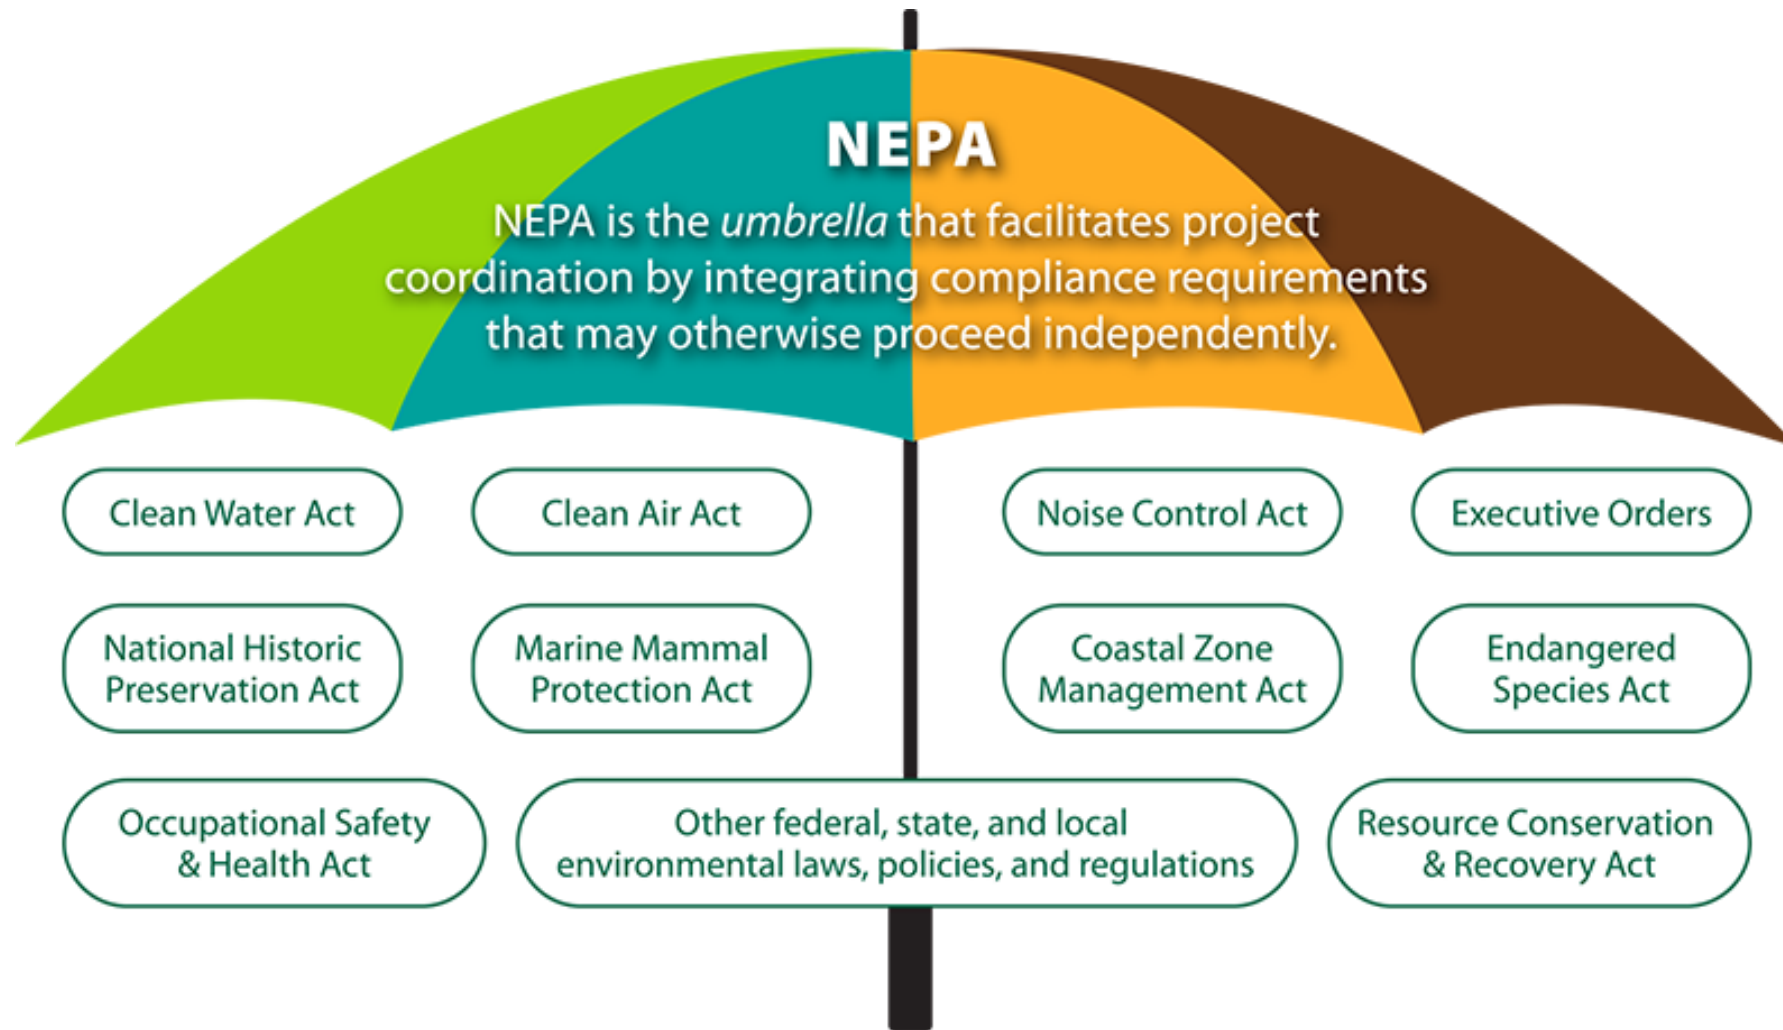 NEPA
NEPA is the umbrella that facilitates project
coordination by integrating compliance requirements
that may otherwise proceed independently.
Clean Water Act
Clean Air Act
Noise Control Act
Executive Orders
National Historic
Preservation Act
Marine Mammal
Protection Act
Coastal Zone
Management Act
Endangered
Species Act
Occupational Safety
& Health Act
Other federal, state, and local
environmental laws, policies, and regulations
Resource Conservation
& Recovery Act